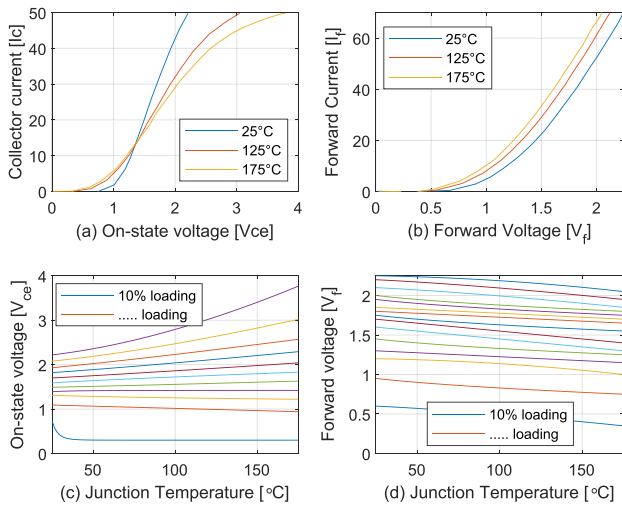 50
40
30
20
10
0
Collector current [Ic]
25°C
125°C
175°C
0 1 2 3 4
(a) On-state voltage [Vce]
60
40
20
0
Forward Current [If]
25°C
125°C
175°C
0 0.5 1 1.5 2
(b) Forward Voltage [Vf]
4
3
2
1
0
On-state voltage [Vce]
10% loading
..... loading
50 100 150
(c) Junction Temperature [°C]
2
1.5
1
0.5
0
Forward voltage [Vf]
10% loading
..... loading
50 100 150
(d) Junction Temperature [°C]